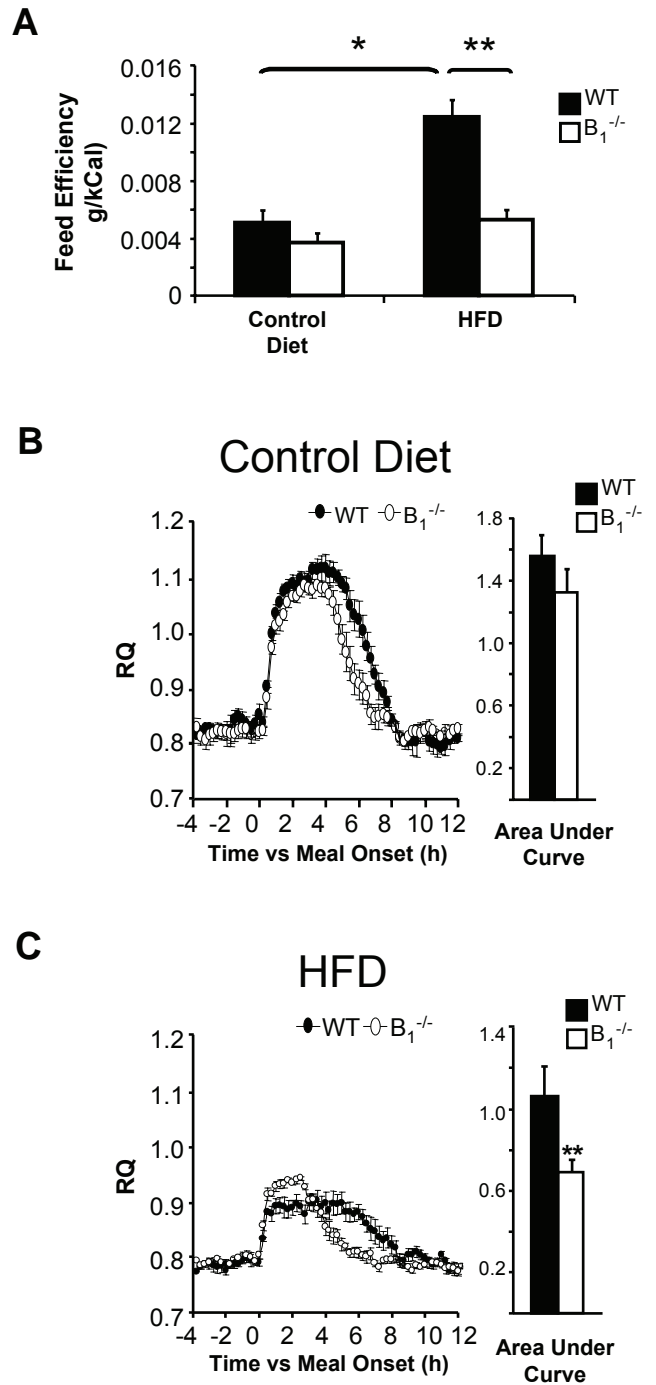 A
* **
Feed Efficiency
g/kCal)
0.016
0.012
0.008
0.004
0
WT
B1-/-
Control
Diet
HFD
B
Control Diet
WT B1-/-
RQ
1.2
1.1
1.0
0.9
0.8
0.7
-4 -2 0 2 4 6 8 10 12
Time vs Meal Onset (h)
WT
B1-/-
1.8
1.4
1.6
0.6
0.2
Area Under
Curve
C
HFD
WT B1-/-
RQ
1.2
1.1
1.0
0.9
0.8
0.7
-4 -2 0 2 4 6 8 10 12
Time vs Meal Onset (h)
WT
B1-/-
1.4
1.0
0.6
0.2
**
Area Under
Curve